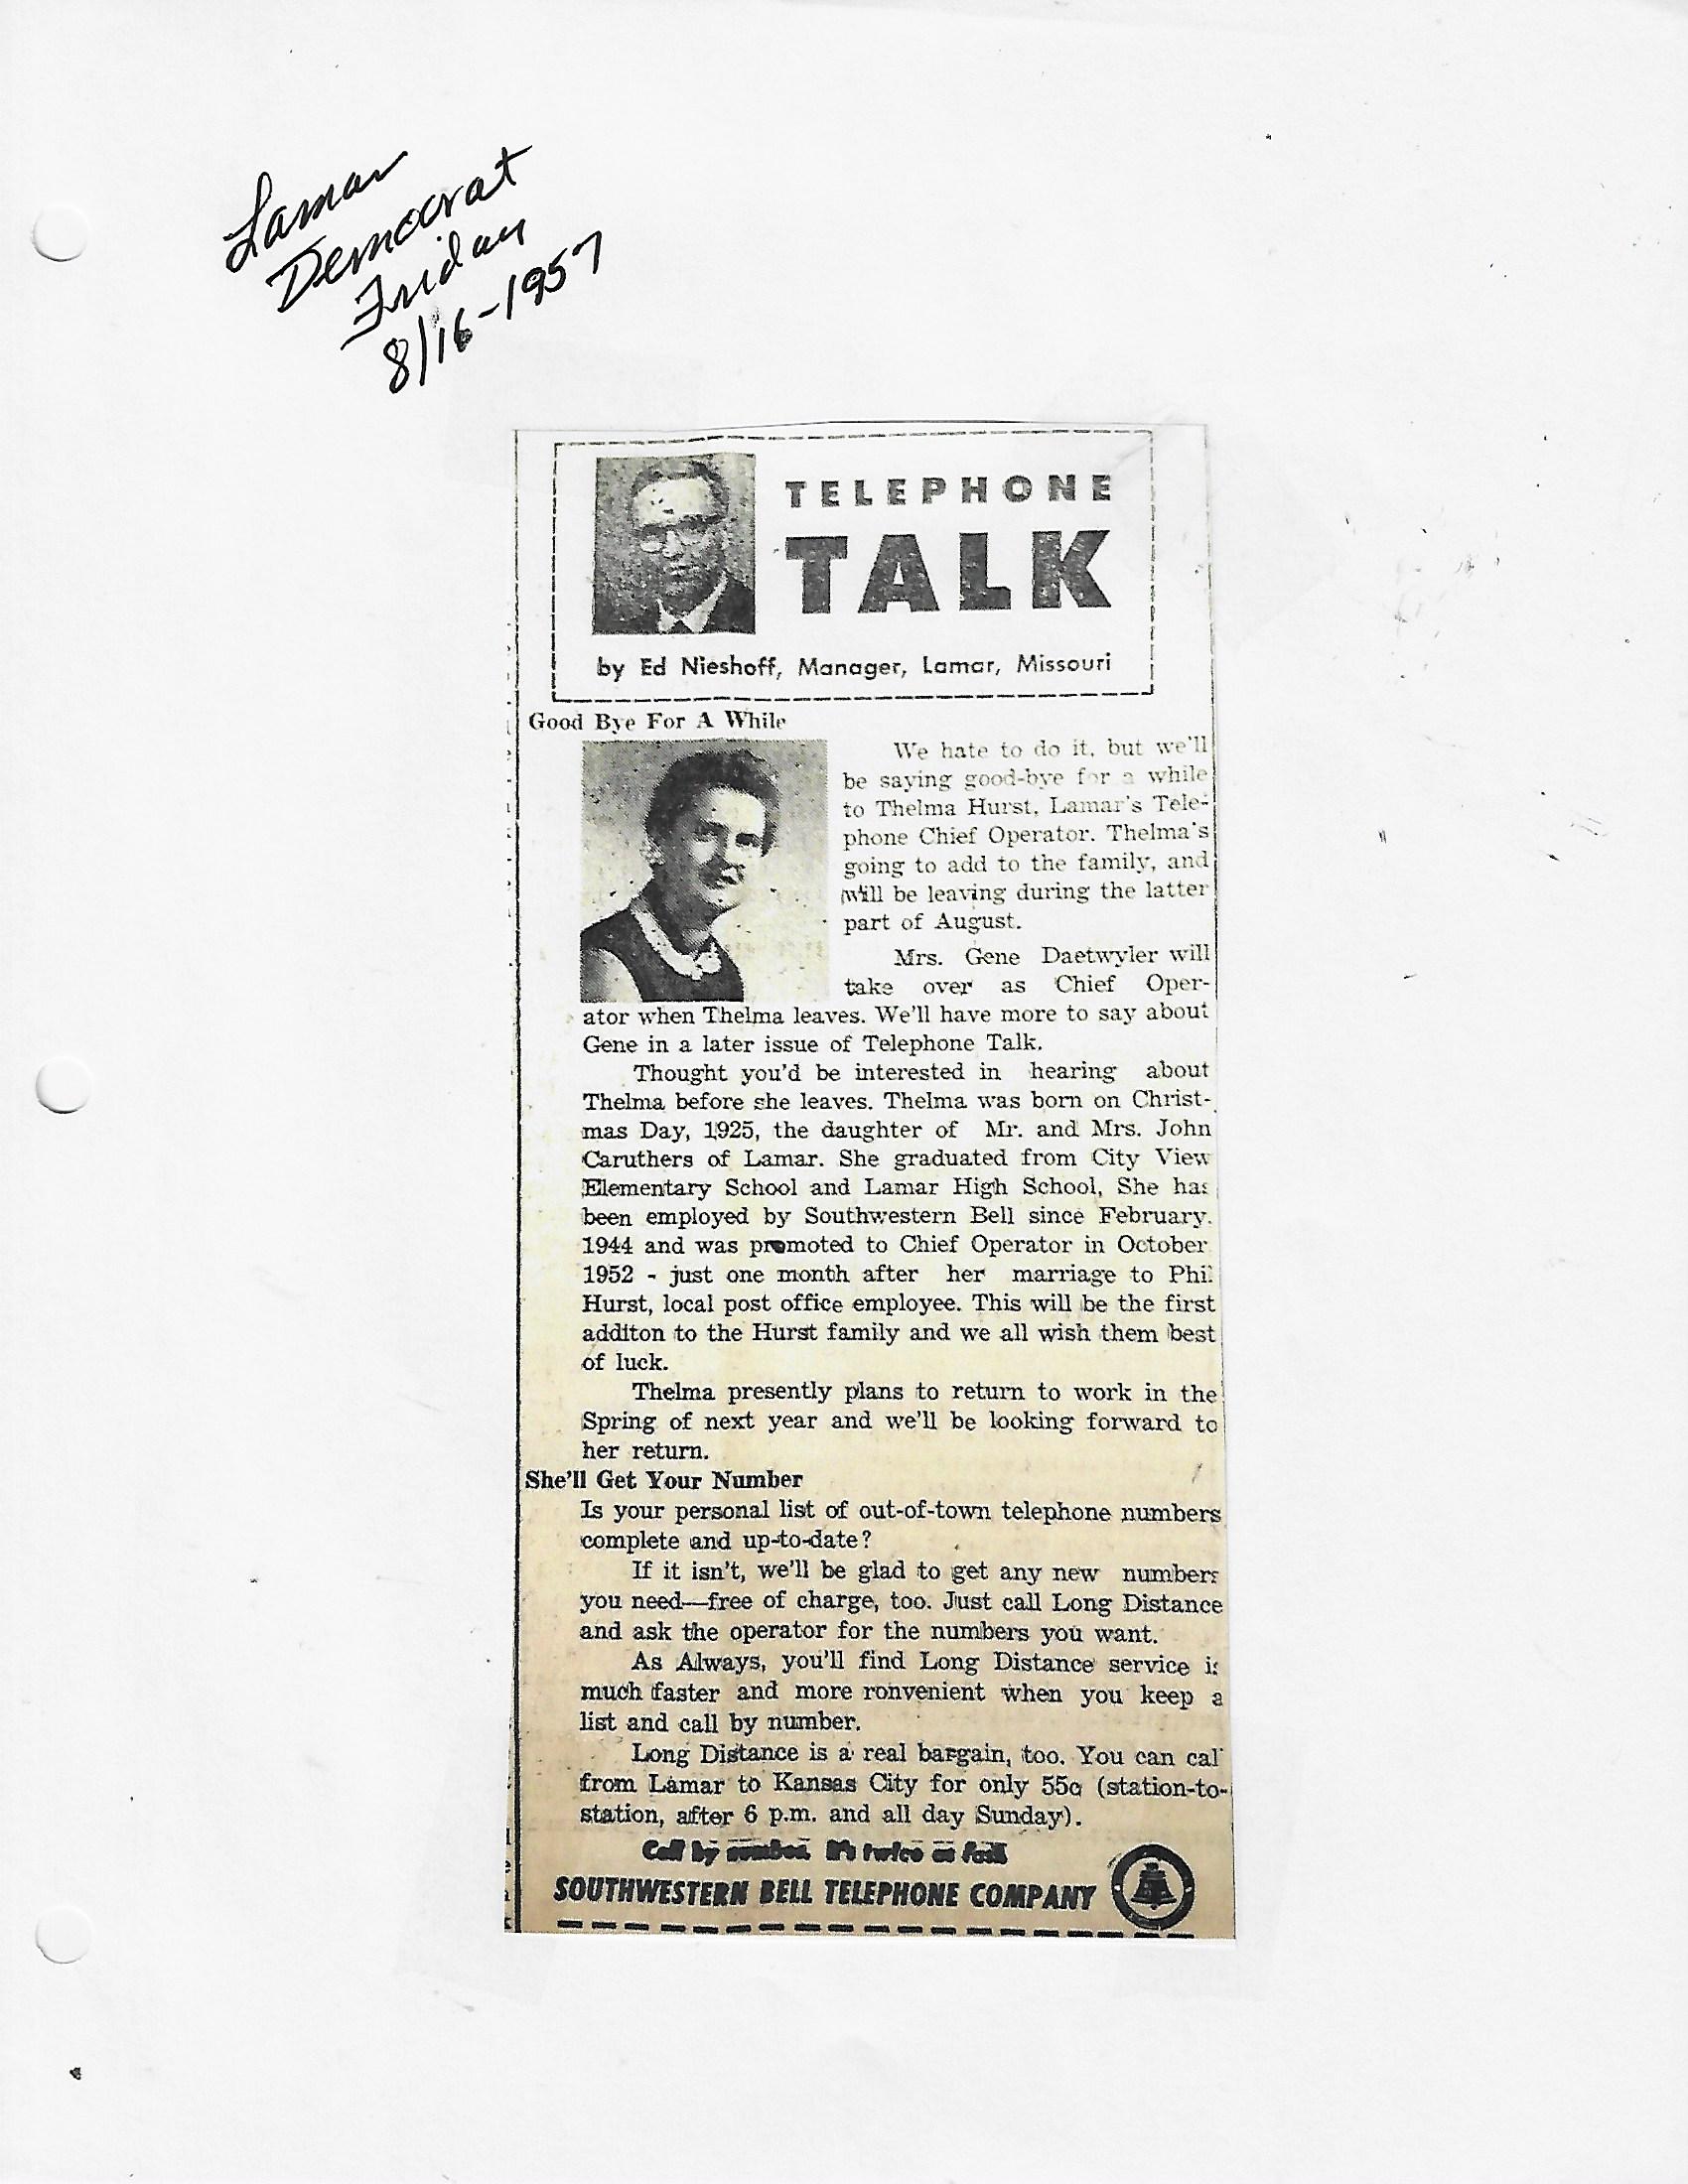 Lamar
Democrat
Friday
8/16-1957
TELEPHONE
TALK
by Ed Nieshoff, Manager, Lamar, Missouri
Good Bye For A While
We hate to do it, but we'll
be saying good-bye for a while
to Thelma Hurst, Lamar's Tele-
phone Chief Operator. Thelma's
going to add to the family, and
will be leaving during the latter
part of August.
Mrs. Gene Daetwyler will
take over as Chief Oper-
ator when Thelma leaves. We'll have more to say about
Gene in a later issue of Telephone Talk.
Thought you'd be interested in hearing about
Thelma before she leaves. Thelma was born on Christ-
mas Day, 1925, the daughter of Mr. and Mrs. John
Caruthers of Lamar. She graduated from City View
Elementary School and Lamar High School, She has
been employed by Southwestern Bell since February.
1944 and was promoted to Chief Operator in October
1952 - just one month after her marriage to Phil
Hurst, local post office employee. This will be the first
additon to the Hurst family and we all wish them best
of luck.
Thelma presently plans to return to work in the
Spring of next year and we'll be looking forward to
her return.
She'll Get Your Number
Is your personal list of out-of-town telephone numbers
complete and up-to-date?
If it isn't, we'll be glad to get any new numbers
you need—free of charge, too. Just call Long Distance
and ask the operator for the numbers you want.
As Always, you'll find Long Distance service is
much faster and more ronvenient when you keep a
list and call by number.
Long Distance is a real bargain, too. You can cal
from Lamar to Kansas City for only 55c (station-to-
station, after 6 p.m. and all day Sunday).
Call by number. It's twice as fast.
SOUTHWESTERN BELL TELEPHONE COMPANY